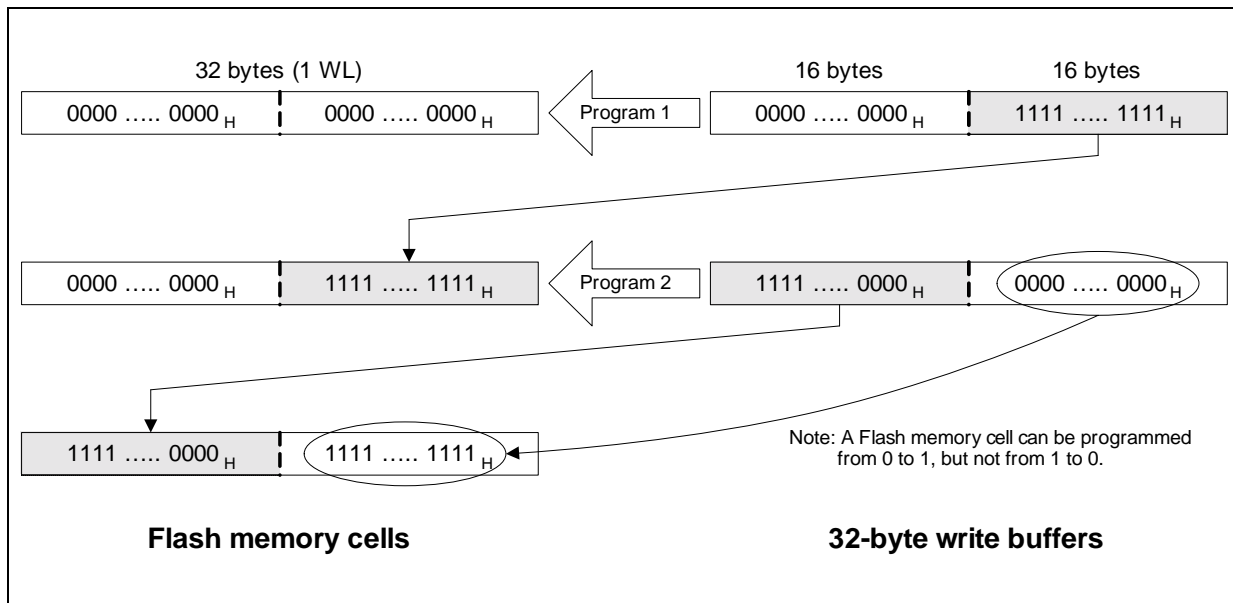 32 bytes (1 WL)
16 bytes
16 bytes
0000 ..... 0000 H
0000 ..... 0000 H
Program 1
0000 ..... 0000 H
1111 ..... 1111 H
0000 ..... 0000 H
1111 ..... 1111 H
Program 2
1111 ..... 0000 H
0000 ..... 0000 H
1111 ..... 0000 H
1111 ..... 1111 H
Note: A Flash memory cell can be programmed
from 0 to 1, but not from 1 to 0.
Flash memory cells
32-byte write buffers